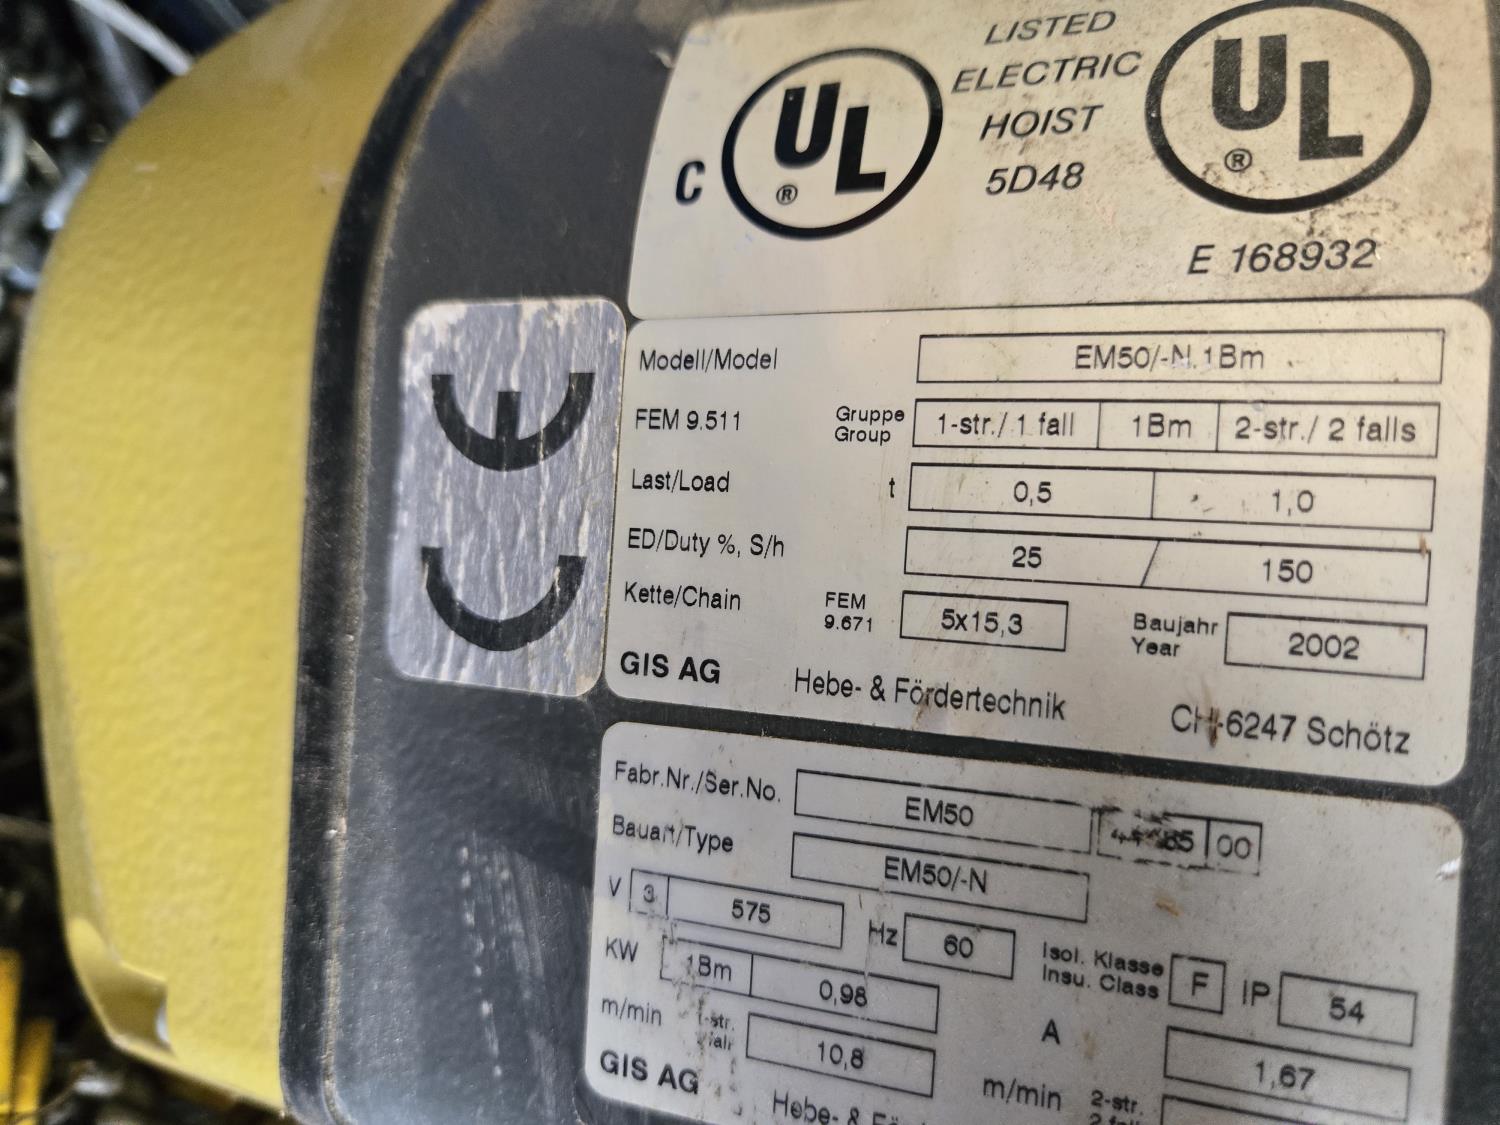 LISTED
ELECTRIC
HOIST
5D48
C UL ®
UL ®
E 168932
CE
Modell/Model EM50/-N.1Bm
FEM 9.511 Gruppe Group 1-str./ 1 fall 1Bm 2-str./ 2 falls
Last/Load t 0,5 1,0
ED/Duty %, S/h 25 / 150
Kette/Chain FEM 9.671 5x15,3 Baujahr Year 2002
GIS AG Hebe- & Fördertechnik CH-6247 Schötz
Fabr.Nr./Ser.No. EM50 00
Bauart/Type EM50/-N
V 3 575 Hz 60 Isol. Klasse Insu. Class F IP 54
KW 1Bm 0,98 A 1,67
m/min 1-str. 10,8 m/min 2-str.
GIS AG Hebe- &